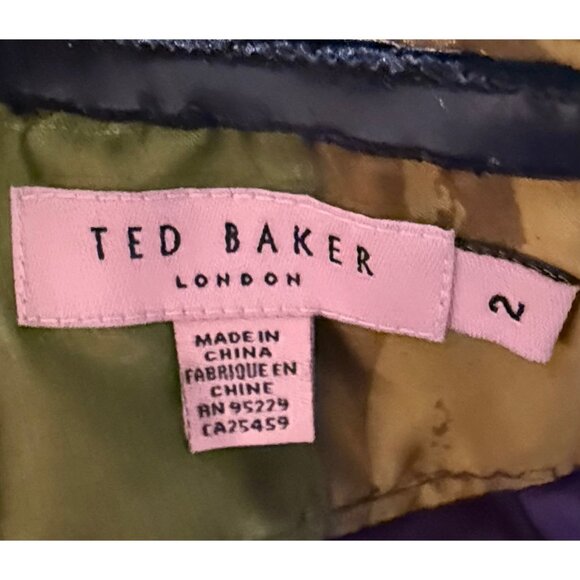 TED BAKER
LONDON
2
MADE IN
CHINA
FABRIQUE EN
CHINE
RN 95229
CA25459